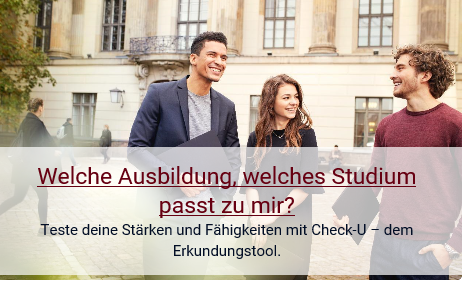 Welche Ausbildung, welches Studium
passt zu mir?
Teste deine Stärken und Fähigkeiten mit Check-U – dem
Erkundungstool.